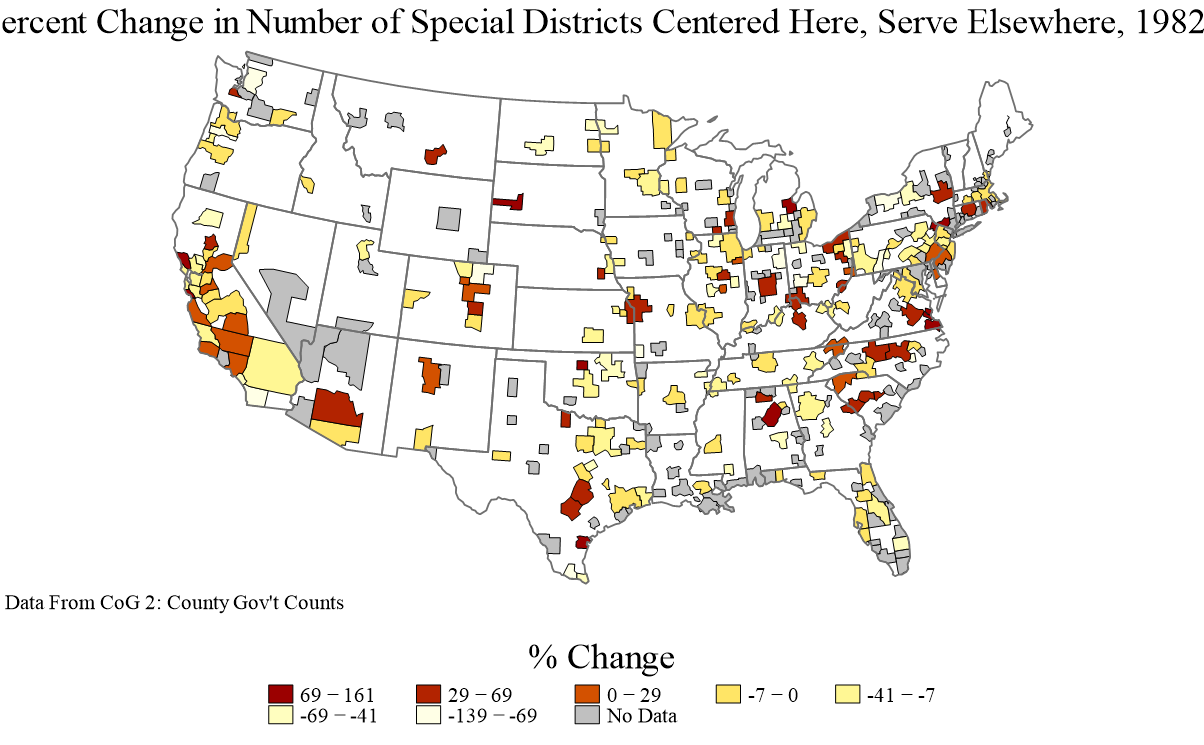 ercent Change in Number of Special Districts Centered Here, Serve Elsewhere, 1982
Data From CoG 2: County Gov't Counts
% Change
69 − 161 29 − 69 0 − 29 -7 − 0 -41 − -7
-69 − -41 -139 − -69 No Data